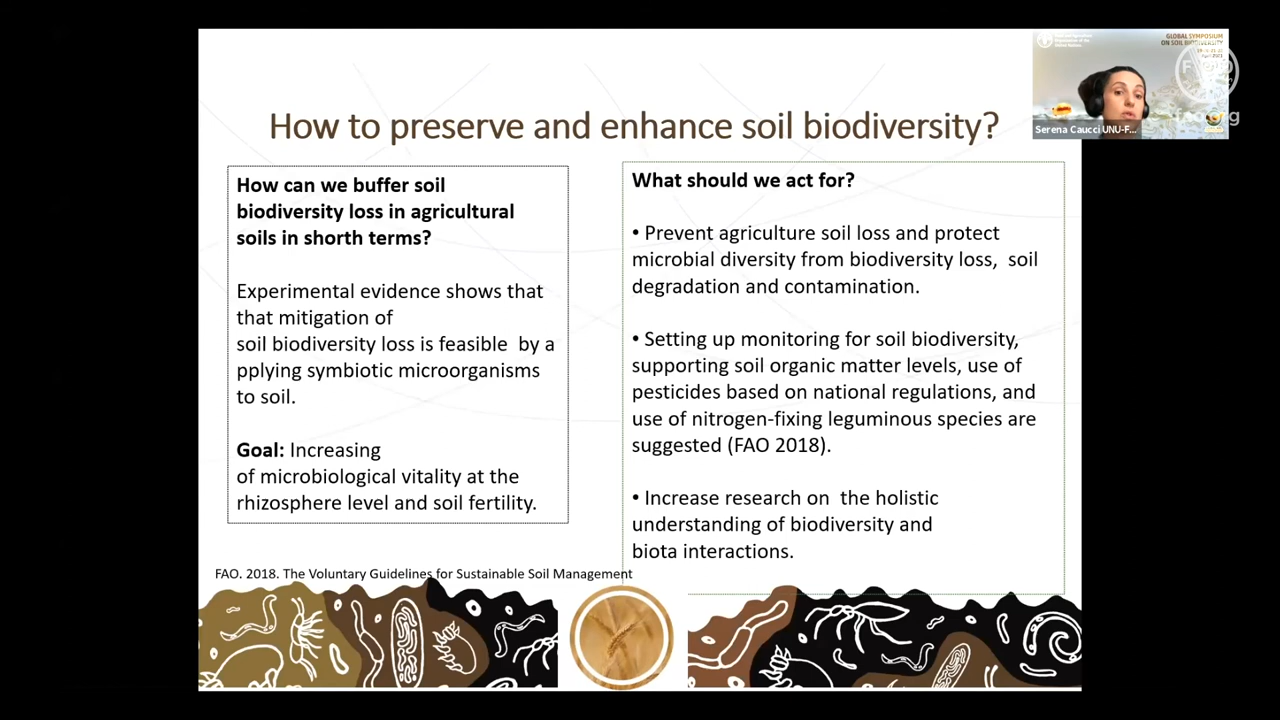 How to preserve and enhance soil biodiversity?
How can we buffer soil
biodiversity loss in agricultural
soils in shorth terms?
Experimental evidence shows that
that mitigation of
soil biodiversity loss is feasible by a
pplying symbiotic microorganisms
to soil.
Goal: Increasing
of microbiological vitality at the
rhizosphere level and soil fertility.
What should we act for?
• Prevent agriculture soil loss and protect
microbial diversity from biodiversity loss, soil
degradation and contamination.
• Setting up monitoring for soil biodiversity,
supporting soil organic matter levels, use of
pesticides based on national regulations, and
use of nitrogen-fixing leguminous species are
suggested (FAO 2018).
• Increase research on the holistic
understanding of biodiversity and
biota interactions.
FAO. 2018. The Voluntary Guidelines for Sustainable Soil Management
GLOBAL SYMPOSIUM
ON SOIL BIODIVERSITY
Serena Caucci UNU-F...